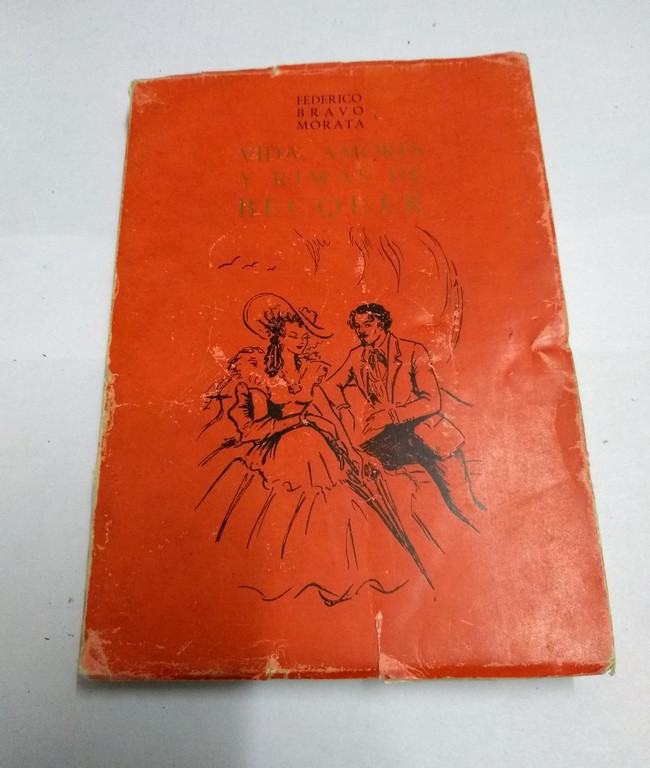 FEDERICO
BRAVO
MORATA
VIDA, AMORES
Y RIMAS DE
BECQUER